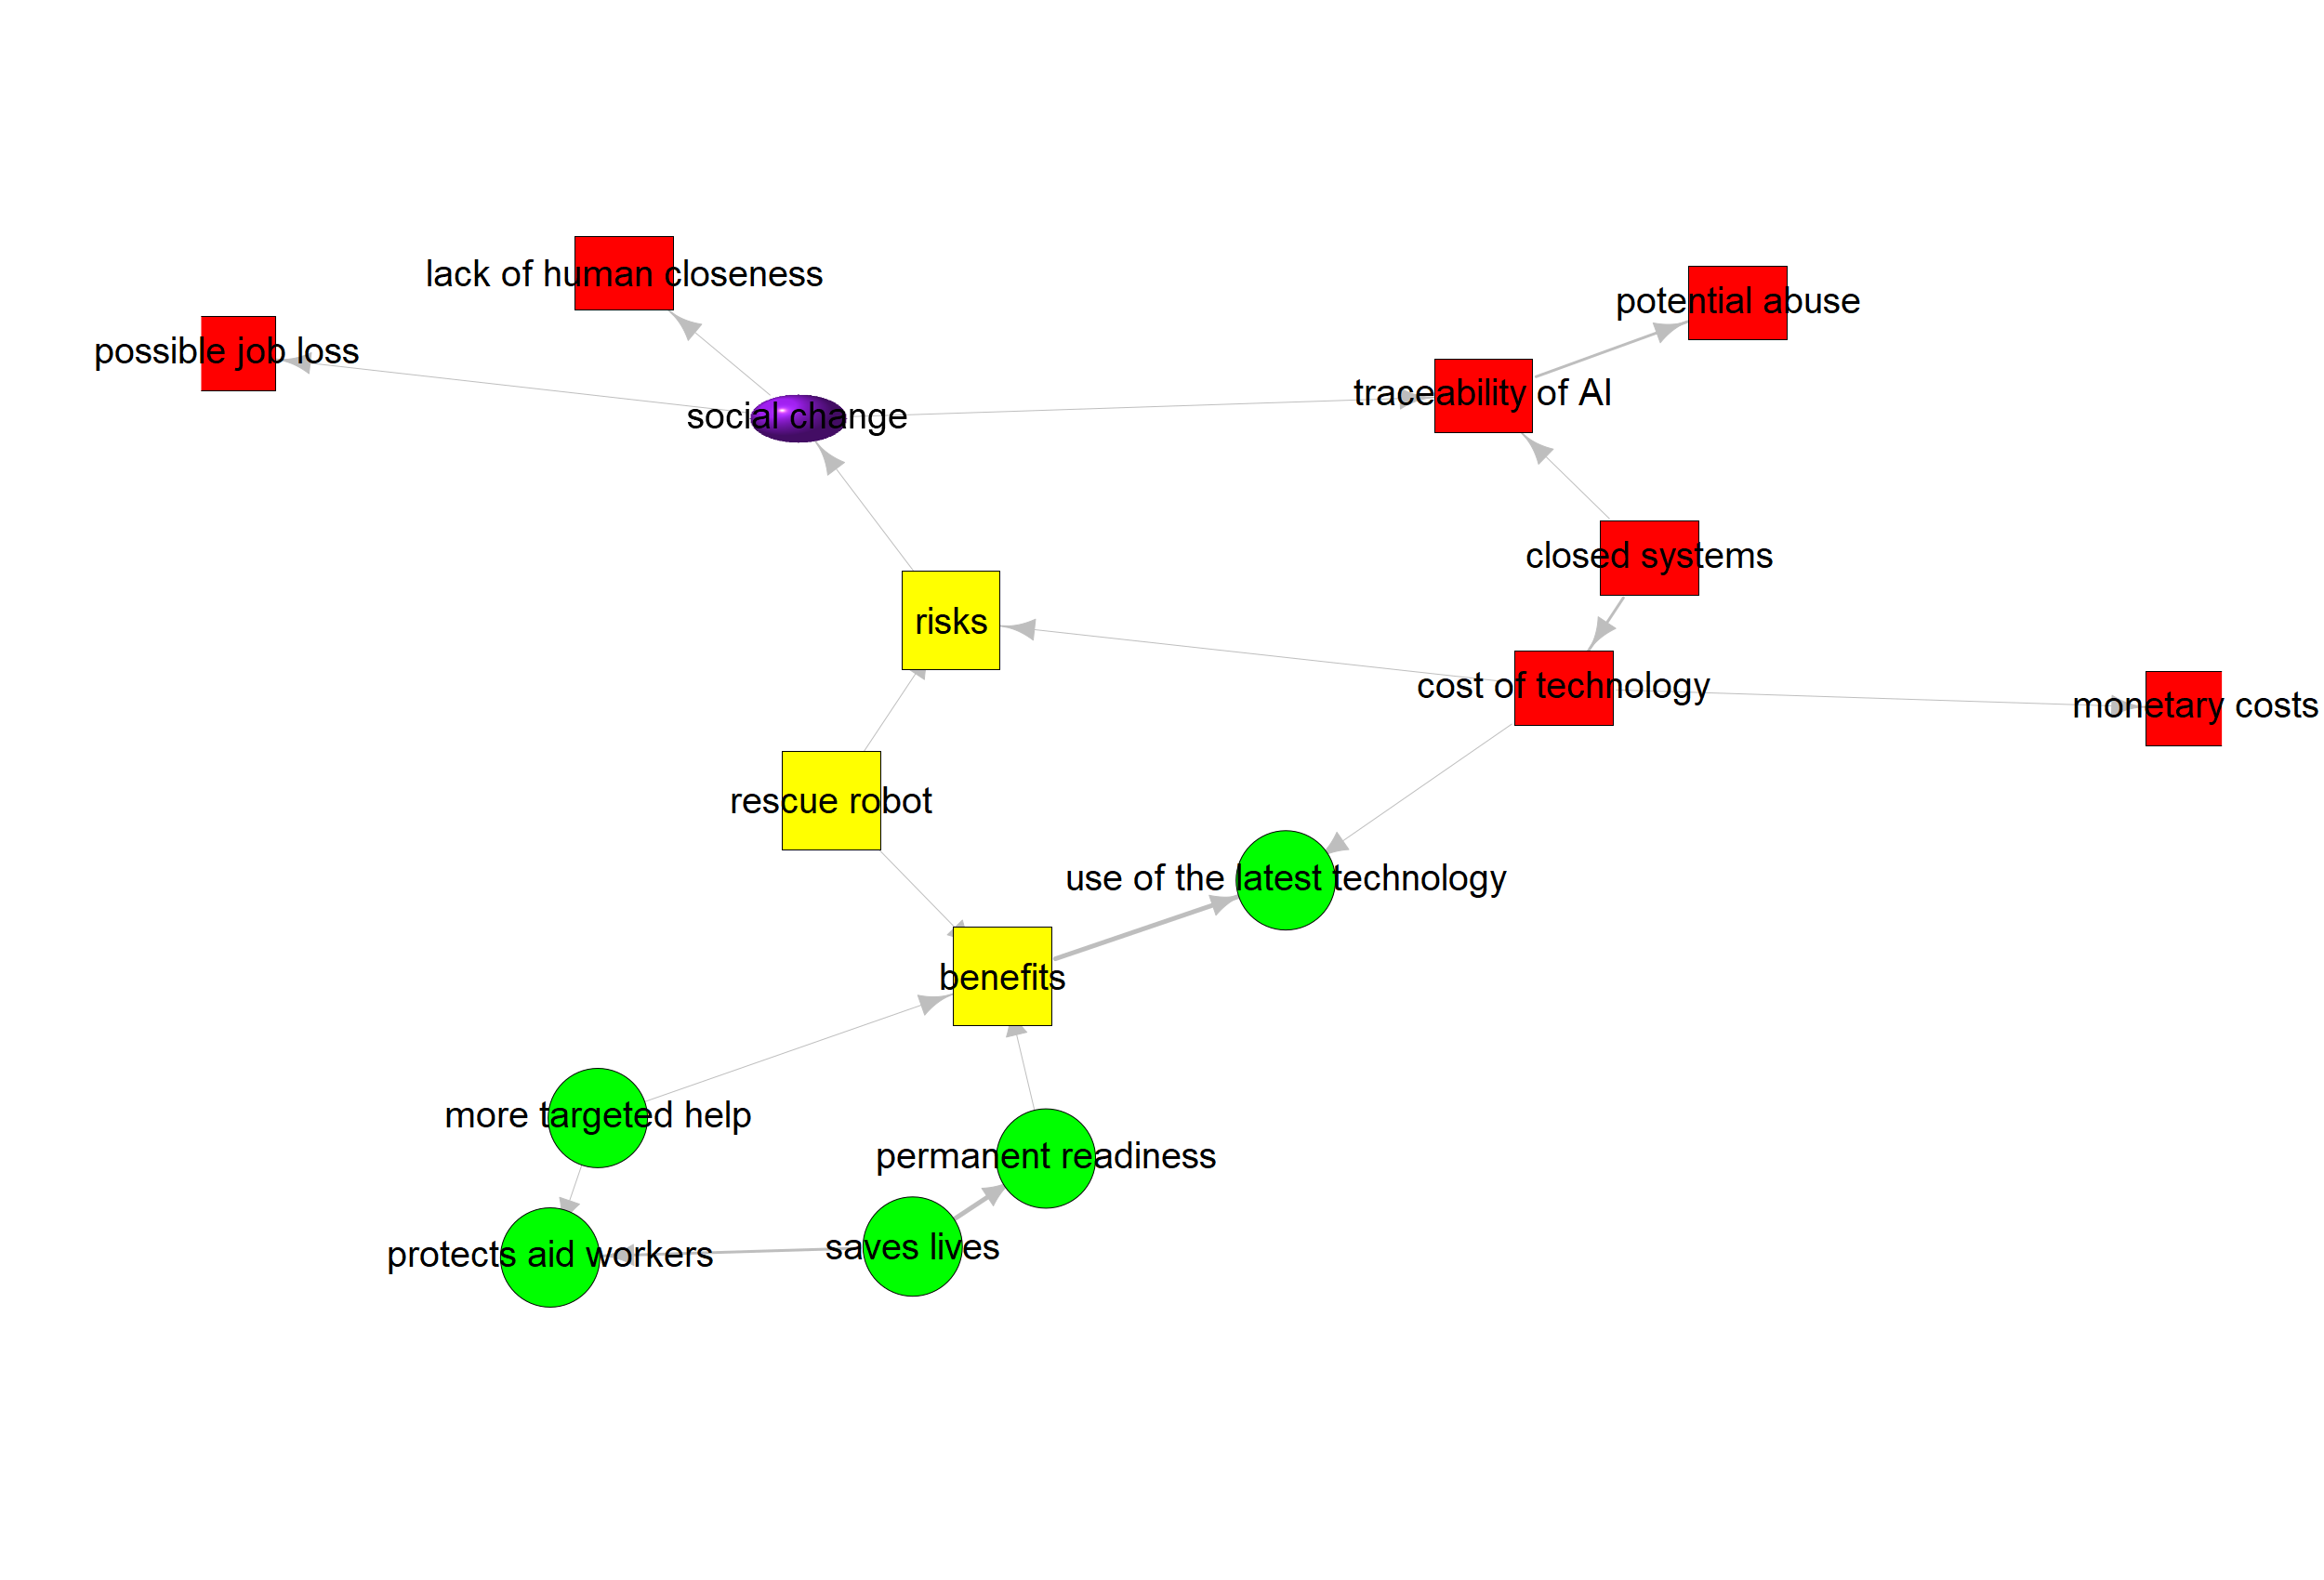 lack of human closeness
potential abuse
possible job loss
traceability of AI
social change
closed systems
risks
cost of technology
monetary costs
rescue robot
use of the latest technology
benefits
more targeted help
permanent readiness
saves lives
protects aid workers